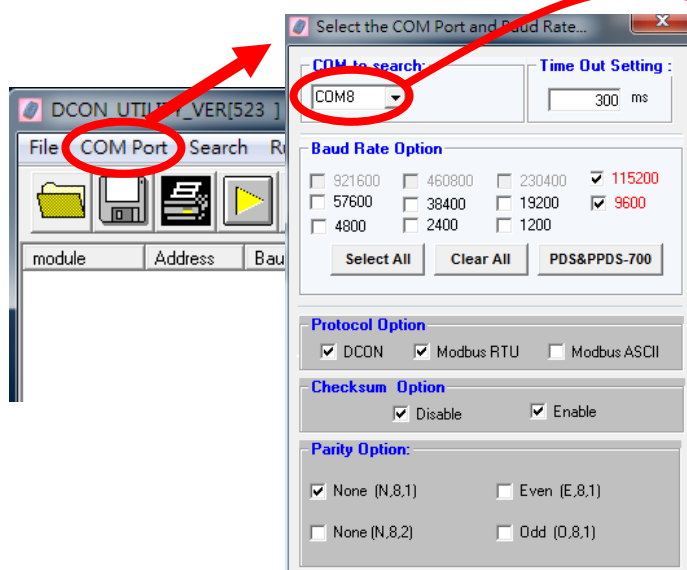 Select the COM Port and Baud Rate...
COM to search:
Time Out Setting :
COM8
300 ms
DCON_UTILITY_VER[523 ]
File COM Port Search
Baud Rate Option
921600 460800 230400 115200
57600 38400 19200 9600
4800 2400 1200
Select All Clear All PDS&PPDS-700
module Address
Protocol Option
DCON Modbus RTU Modbus ASCII
Checksum Option
Disable Enable
Parity Option:
None (N,8,1) Even (E,8,1)
None (N,8,2) Odd (O,8,1)